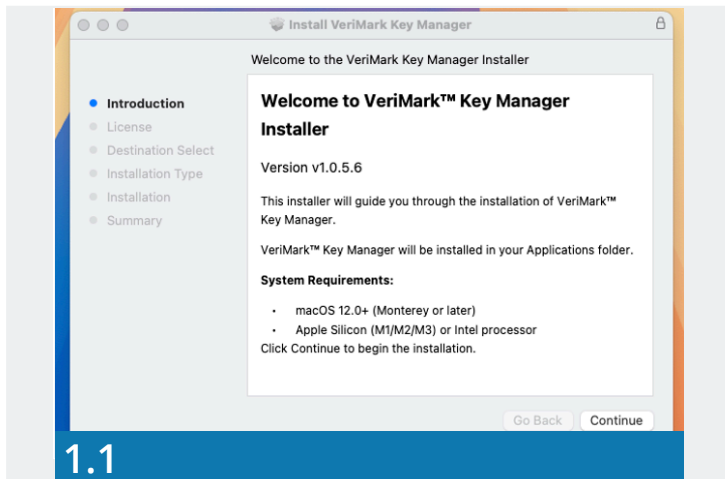 Install VeriMark Key Manager
Welcome to the VeriMark Key Manager Installer
Introduction
License
Destination Select
Installation Type
Installation
Summary
Welcome to VeriMark™ Key Manager
Installer
Version v1.0.5.6
This installer will guide you through the installation of VeriMark™
Key Manager.
VeriMark™ Key Manager will be installed in your Applications folder.
System Requirements:
• macOS 12.0+ (Monterey or later)
• Apple Silicon (M1/M2/M3) or Intel processor
Click Continue to begin the installation.
Go Back
Continue
1.1